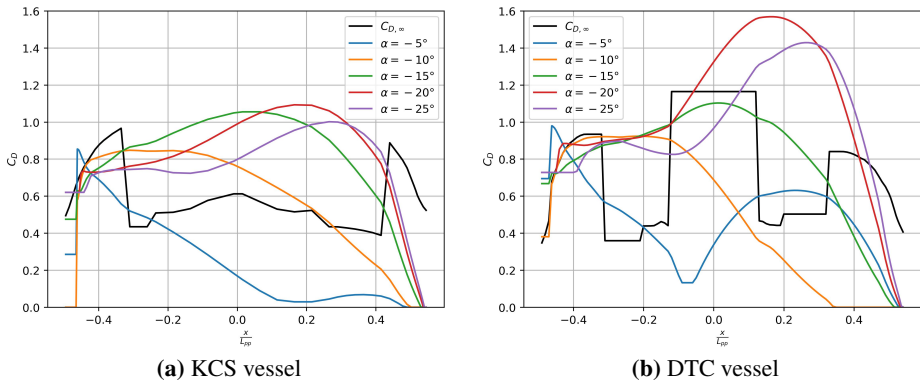 1.6
1.4
1.2
1.0
0.8
0.6
0.4
0.2
0.0
C_D
−0.4 −0.2 0.0 0.2 0.4
x
L_pp
C_{D,∞}
α = −5°
α = −10°
α = −15°
α = −20°
α = −25°
(a) KCS vessel
1.6
1.4
1.2
1.0
0.8
0.6
0.4
0.2
0.0
C_D
−0.4 −0.2 0.0 0.2 0.4
x
L_pp
C_{D,∞}
α = −5°
α = −10°
α = −15°
α = −20°
α = −25°
(b) DTC vessel